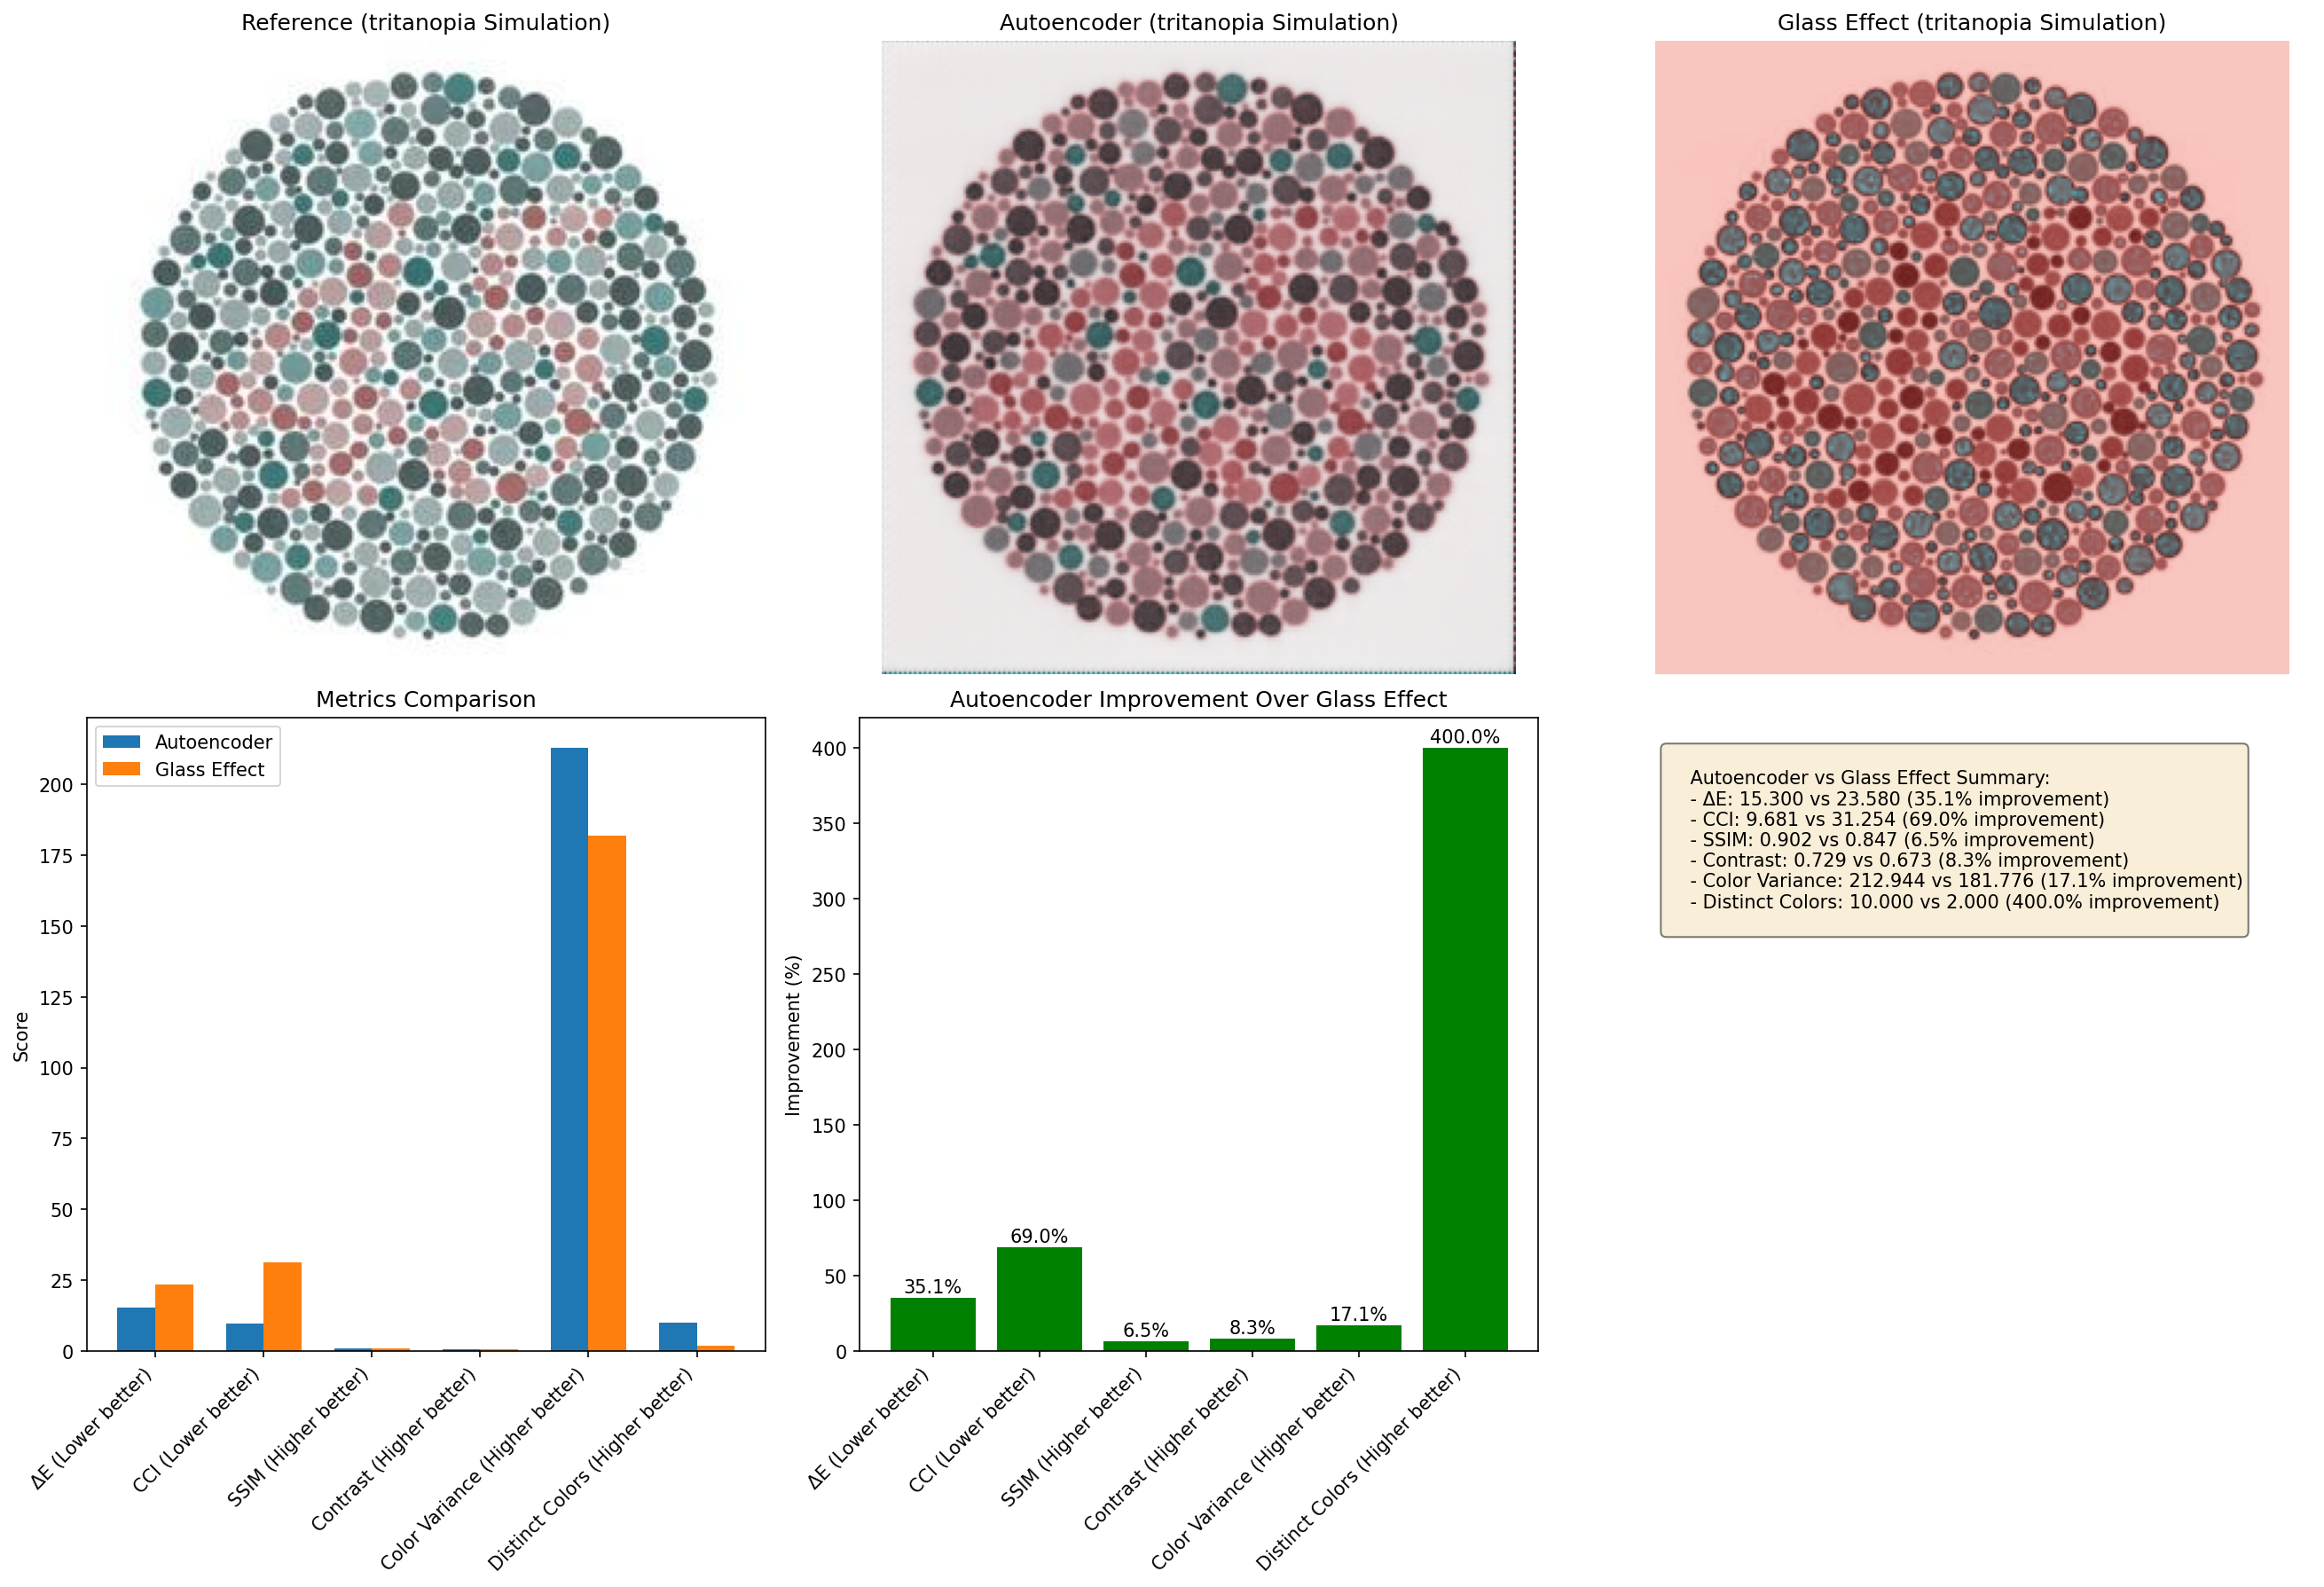 Reference (tritanopia Simulation)
Autoencoder (tritanopia Simulation)
Glass Effect (tritanopia Simulation)
Metrics Comparison
Autoencoder
Glass Effect
Score
200
175
150
125
100
75
50
25
0
ΔE (Lower better)
CCI (Lower better)
SSIM (Higher better)
Contrast (Higher better)
Color Variance (Higher better)
Distinct Colors (Higher better)
Autoencoder Improvement Over Glass Effect
Improvement (%)
400
350
300
250
200
150
100
50
0
35.1%
69.0%
6.5%
8.3%
17.1%
400.0%
ΔE (Lower better)
CCI (Lower better)
SSIM (Higher better)
Contrast (Higher better)
Color Variance (Higher better)
Distinct Colors (Higher better)
Autoencoder vs Glass Effect Summary:
- ΔE: 15.300 vs 23.580 (35.1% improvement)
- CCI: 9.681 vs 31.254 (69.0% improvement)
- SSIM: 0.902 vs 0.847 (6.5% improvement)
- Contrast: 0.729 vs 0.673 (8.3% improvement)
- Color Variance: 212.944 vs 181.776 (17.1% improvement)
- Distinct Colors: 10.000 vs 2.000 (400.0% improvement)